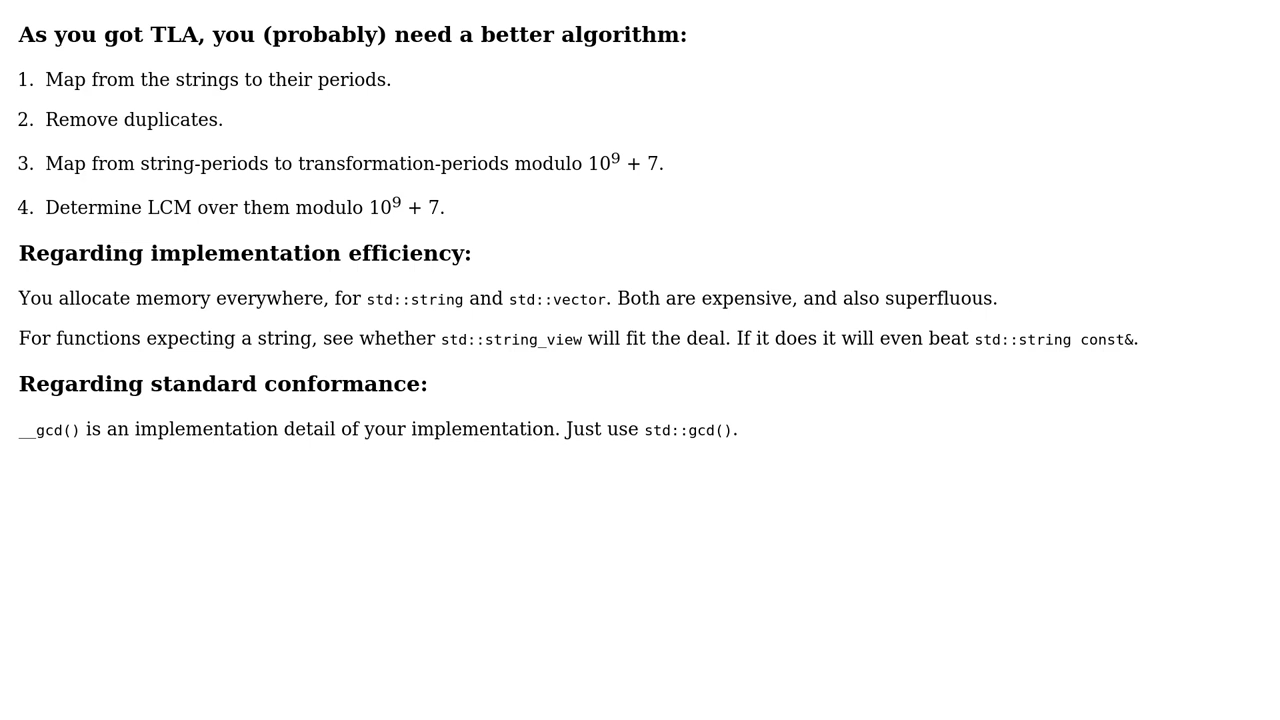 As you got TLA, you (probably) need a better algorithm:
1. Map from the strings to their periods.
2. Remove duplicates.
3. Map from string-periods to transformation-periods modulo 10⁹ + 7.
4. Determine LCM over them modulo 10⁹ + 7.
Regarding implementation efficiency:
You allocate memory everywhere, for std::string and std::vector. Both are expensive, and also superfluous.
For functions expecting a string, see whether std::string_view will fit the deal. If it does it will even beat std::string const&.
Regarding standard conformance:
__gcd() is an implementation detail of your implementation. Just use std::gcd().